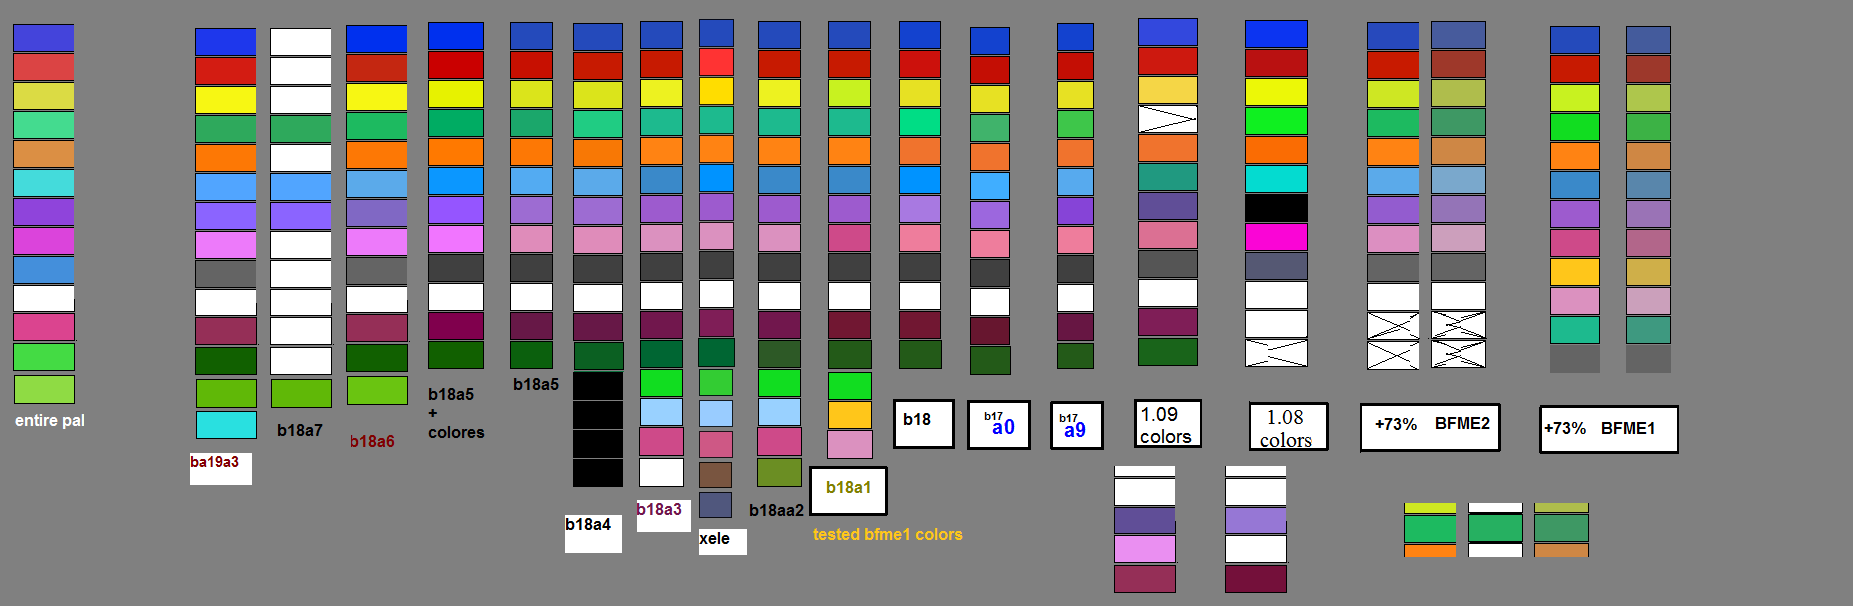 entire pal
ba19a3
b18a7
b18a6
b18a5
+
colores
b18a5
b18a4
b18a3
xele
b18aa2
b18a1
tested bfme1 colors
b18
b17
a0
b17
a9
1.09
colors
1.08
colors
+73% BFME2
+73% BFME1